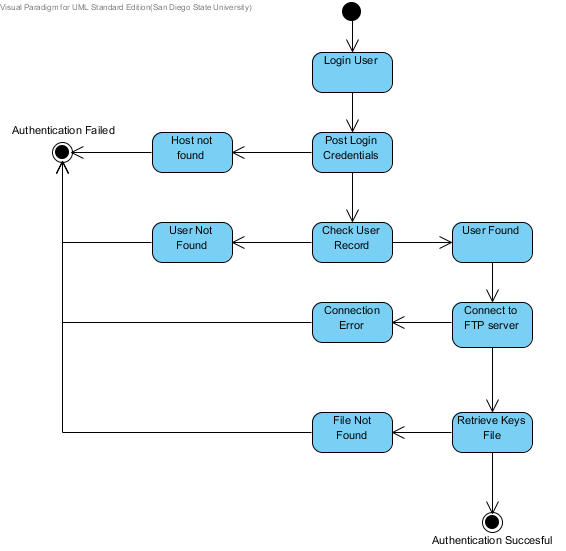 Visual Paradigm for UML Standard Edition(San Diego State University)
Login User
Authentication Failed
Host not
found
Post Login
Credentials
User Not
Found
Check User
Record
User Found
Connection
Error
Connect to
FTP server
File Not
Found
Retrieve Keys
File
Authentication Succesful